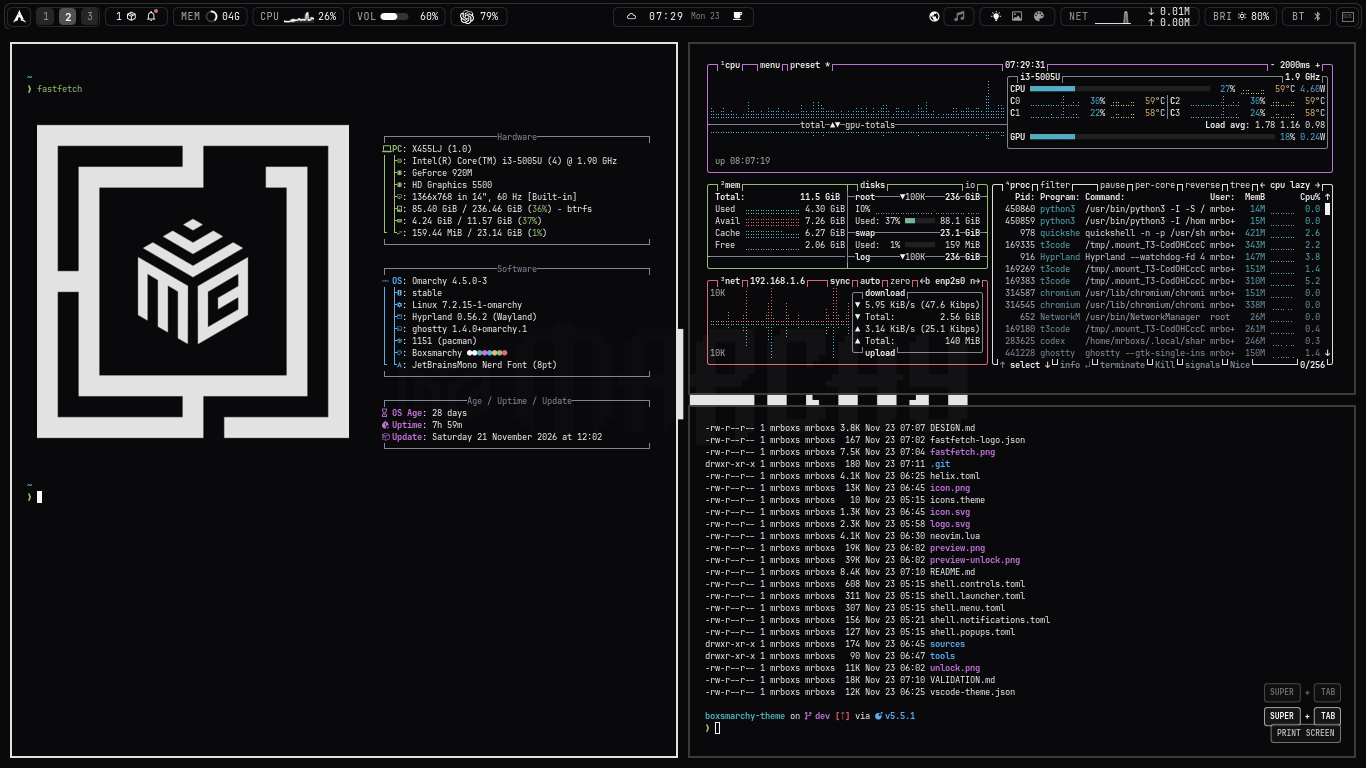 1 2 3 1 MEM 04G CPU 26% VOL 60% 79% 07:29 Mon 23 NET ↓ 0.01M ↑ 0.00M BRI 80% BT
~
❯ fastfetch
Hardware
PC: X455LJ (1.0)
: Intel(R) Core(TM) i3-5005U (4) @ 1.90 GHz
: GeForce 920M
: HD Graphics 5500
: 1366x768 in 14", 60 Hz [Built-in]
: 85.40 GiB / 236.46 GiB (36%) - btrfs
: 4.24 GiB / 11.57 GiB (37%)
: 159.44 MiB / 23.14 GiB (1%)
Software
OS: Omarchy 4.5.0-3
: stable
: Linux 7.2.15-1-omarchy
: Hyprland 0.56.2 (Wayland)
: ghostty 1.4.0+omarchy.1
: 1151 (pacman)
: Boxsmarchy
: JetBrainsMono Nerd Font (8pt)
Age / Uptime / Update
OS Age: 28 days
Uptime: 7h 59m
Update: Saturday 21 November 2026 at 12:02
~
❯
¹cpu menu preset * 07:29:31 - 2000ms +
i3-5005U 1.9 GHz
CPU 27% 59°C 4.60W
C0 30% 59°C C2 30% 59°C
C1 22% 58°C C3 24% 58°C
total ▲▼ gpu-totals Load avg: 1.78 1.16 0.98
GPU 18% 0.24W
up 08:07:19
²mem disks io
Total: 11.5 GiB root ▼100K 236 GiB
Used 4.30 GiB IO%
Avail 7.26 GiB Used: 37% 88.1 GiB
Cache 6.27 GiB swap 23.1 GiB
Free 2.06 GiB Used: 1% 159 MiB
log ▼100K 236 GiB
³net 192.168.1.6 sync auto zero ←b enp2s0 n→
10K download
▼ 5.95 KiB/s (47.6 Kibps)
▼ Total: 2.56 GiB
▲ 3.14 KiB/s (25.1 Kibps)
▲ Total: 140 MiB
10K upload
⁴proc filter pause per-core reverse tree ← cpu lazy →
Pid: Program: Command: User: MemB Cpu% ↑
450860 python3 /usr/bin/python3 -I -S / mrbo+ 14M 0.0
450859 python3 /usr/bin/python3 -I /hom mrbo+ 15M 0.0
978 quickshe quickshell -n -p /usr/sh mrbo+ 421M 2.6
169335 t3code /tmp/.mount_T3-CodOHCccC mrbo+ 343M 2.2
916 Hyprland Hyprland --watchdog-fd 4 mrbo+ 147M 3.8
169269 t3code /tmp/.mount_T3-CodOHCccC mrbo+ 151M 1.4
169383 t3code /tmp/.mount_T3-CodOHCccC mrbo+ 310M 5.2
314587 chromium /usr/lib/chromium/chromi mrbo+ 151M 0.0
314545 chromium /usr/lib/chromium/chromi mrbo+ 338M 0.0
652 NetworkM /usr/bin/NetworkManager root 26M 0.0
169180 t3code /tmp/.mount_T3-CodOHCccC mrbo+ 261M 0.4
283625 codex /home/mrboxs/.local/shar mrbo+ 246M 0.3
441228 ghostty ghostty --gtk-single-ins mrbo+ 150M 1.4 ↓
↑ select ↓ info ↵ terminate Kill signals Nice 0/256
-rw-r--r-- 1 mrboxs mrboxs 3.8K Nov 23 07:07 DESIGN.md
-rw-r--r-- 1 mrboxs mrboxs 167 Nov 23 07:02 fastfetch-logo.json
-rw-r--r-- 1 mrboxs mrboxs 7.5K Nov 23 07:04 fastfetch.png
drwxr-xr-x 1 mrboxs mrboxs 180 Nov 23 07:11 .git
-rw-r--r-- 1 mrboxs mrboxs 4.1K Nov 23 06:25 helix.toml
-rw-r--r-- 1 mrboxs mrboxs 13K Nov 23 06:45 icon.png
-rw-r--r-- 1 mrboxs mrboxs 10 Nov 23 05:15 icons.theme
-rw-r--r-- 1 mrboxs mrboxs 1.3K Nov 23 06:45 icon.svg
-rw-r--r-- 1 mrboxs mrboxs 2.3K Nov 23 05:58 logo.svg
-rw-r--r-- 1 mrboxs mrboxs 4.1K Nov 23 06:30 neovim.lua
-rw-r--r-- 1 mrboxs mrboxs 19K Nov 23 06:02 preview.png
-rw-r--r-- 1 mrboxs mrboxs 39K Nov 23 06:02 preview-unlock.png
-rw-r--r-- 1 mrboxs mrboxs 8.4K Nov 23 07:10 README.md
-rw-r--r-- 1 mrboxs mrboxs 608 Nov 23 05:15 shell.controls.toml
-rw-r--r-- 1 mrboxs mrboxs 311 Nov 23 05:15 shell.launcher.toml
-rw-r--r-- 1 mrboxs mrboxs 307 Nov 23 05:15 shell.menu.toml
-rw-r--r-- 1 mrboxs mrboxs 156 Nov 23 05:21 shell.notifications.toml
-rw-r--r-- 1 mrboxs mrboxs 127 Nov 23 05:15 shell.popups.toml
drwxr-xr-x 1 mrboxs mrboxs 174 Nov 23 06:45 sources
drwxr-xr-x 1 mrboxs mrboxs 90 Nov 23 06:47 tools
-rw-r--r-- 1 mrboxs mrboxs 11K Nov 23 06:02 unlock.png
-rw-r--r-- 1 mrboxs mrboxs 18K Nov 23 07:10 VALIDATION.md
-rw-r--r-- 1 mrboxs mrboxs 12K Nov 23 06:25 vscode-theme.json
boxsmarchy-theme on dev [↑] via v5.5.1
❯
SUPER + TAB
SUPER + TAB
PRINT SCREEN